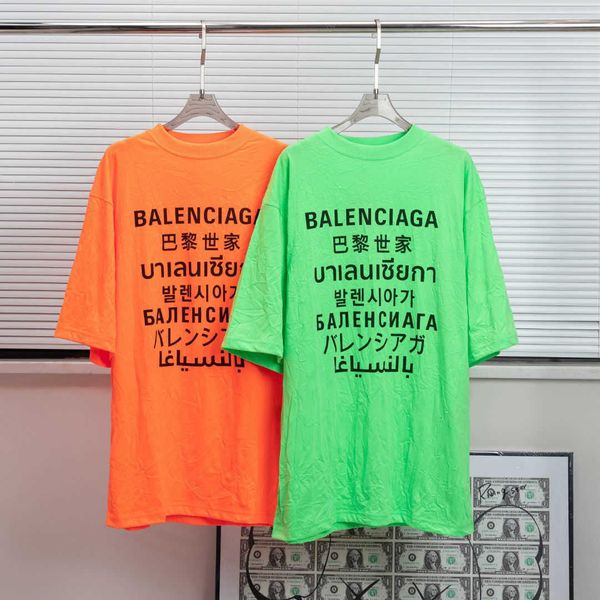 BALENCIAGA
巴黎世家
บาเลนเซียกา
발렌시아가
БАЛЕНСИАГА
バレンシアガ
بالنسياغا
BALENCIAGA
巴黎世家
บาเลนเซียกา
발렌시아가
БАЛЕНСИАГА
バレンシアガ
بالنسياغا